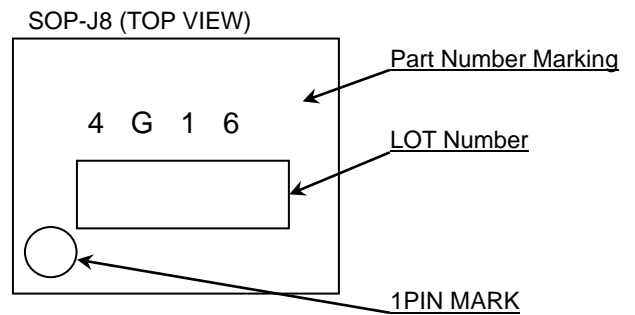 SOP-J8 (TOP VIEW)
Part Number Marking
4 G 1 6
LOT Number
1PIN MARK